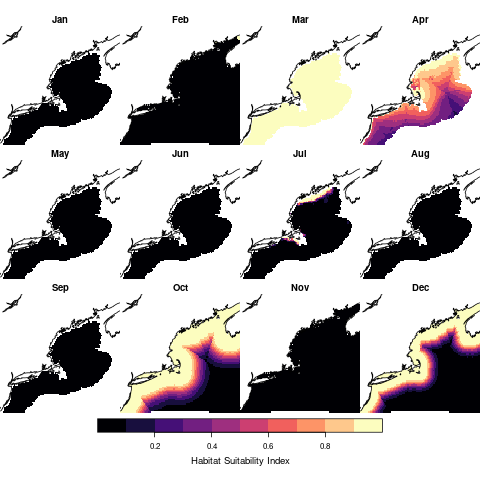 Jan Feb Mar Apr
May Jun Jul Aug
Sep Oct Nov Dec
0.2 0.4 0.6 0.8
Habitat Suitability Index